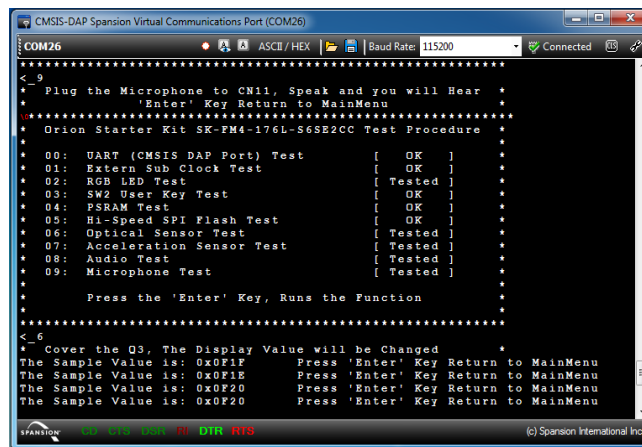 CMSIS-DAP Spansion Virtual Communications Port (COM26)
COM26 ASCII / HEX Baud Rate: 115200 Connected CLS
************************************************************
<_9
* Plug the Microphone to CN11, Speak and you will Hear *
* 'Enter' Key Return to MainMenu *
\0************************************************************
* Orion Starter Kit SK-FM4-176L-S6SE2CC Test Procedure *
* *
* 00: UART (CMSIS DAP Port) Test [ OK ] *
* 01: Extern Sub Clock Test [ OK ] *
* 02: RGB LED Test [ Tested ] *
* 03: SW2 User Key Test [ OK ] *
* 04: PSRAM Test [ OK ] *
* 05: Hi-Speed SPI Flash Test [ OK ] *
* 06: Optical Sensor Test [ Tested ] *
* 07: Acceleration Sensor Test [ Tested ] *
* 08: Audio Test [ Tested ] *
* 09: Microphone Test [ Tested ] *
* *
* Press the 'Enter' Key, Runs the Function *
* *
************************************************************
<_6
* Cover the Q3, The Display Value will be Changed *
The Sample Value is: 0x0F1F Press 'Enter' Key Return to MainMenu
The Sample Value is: 0x0F1E Press 'Enter' Key Return to MainMenu
The Sample Value is: 0x0F20 Press 'Enter' Key Return to MainMenu
The Sample Value is: 0x0F20 Press 'Enter' Key Return to MainMenu
SPANSION CD CTS DSR RI DTR RTS (c) Spansion International Inc